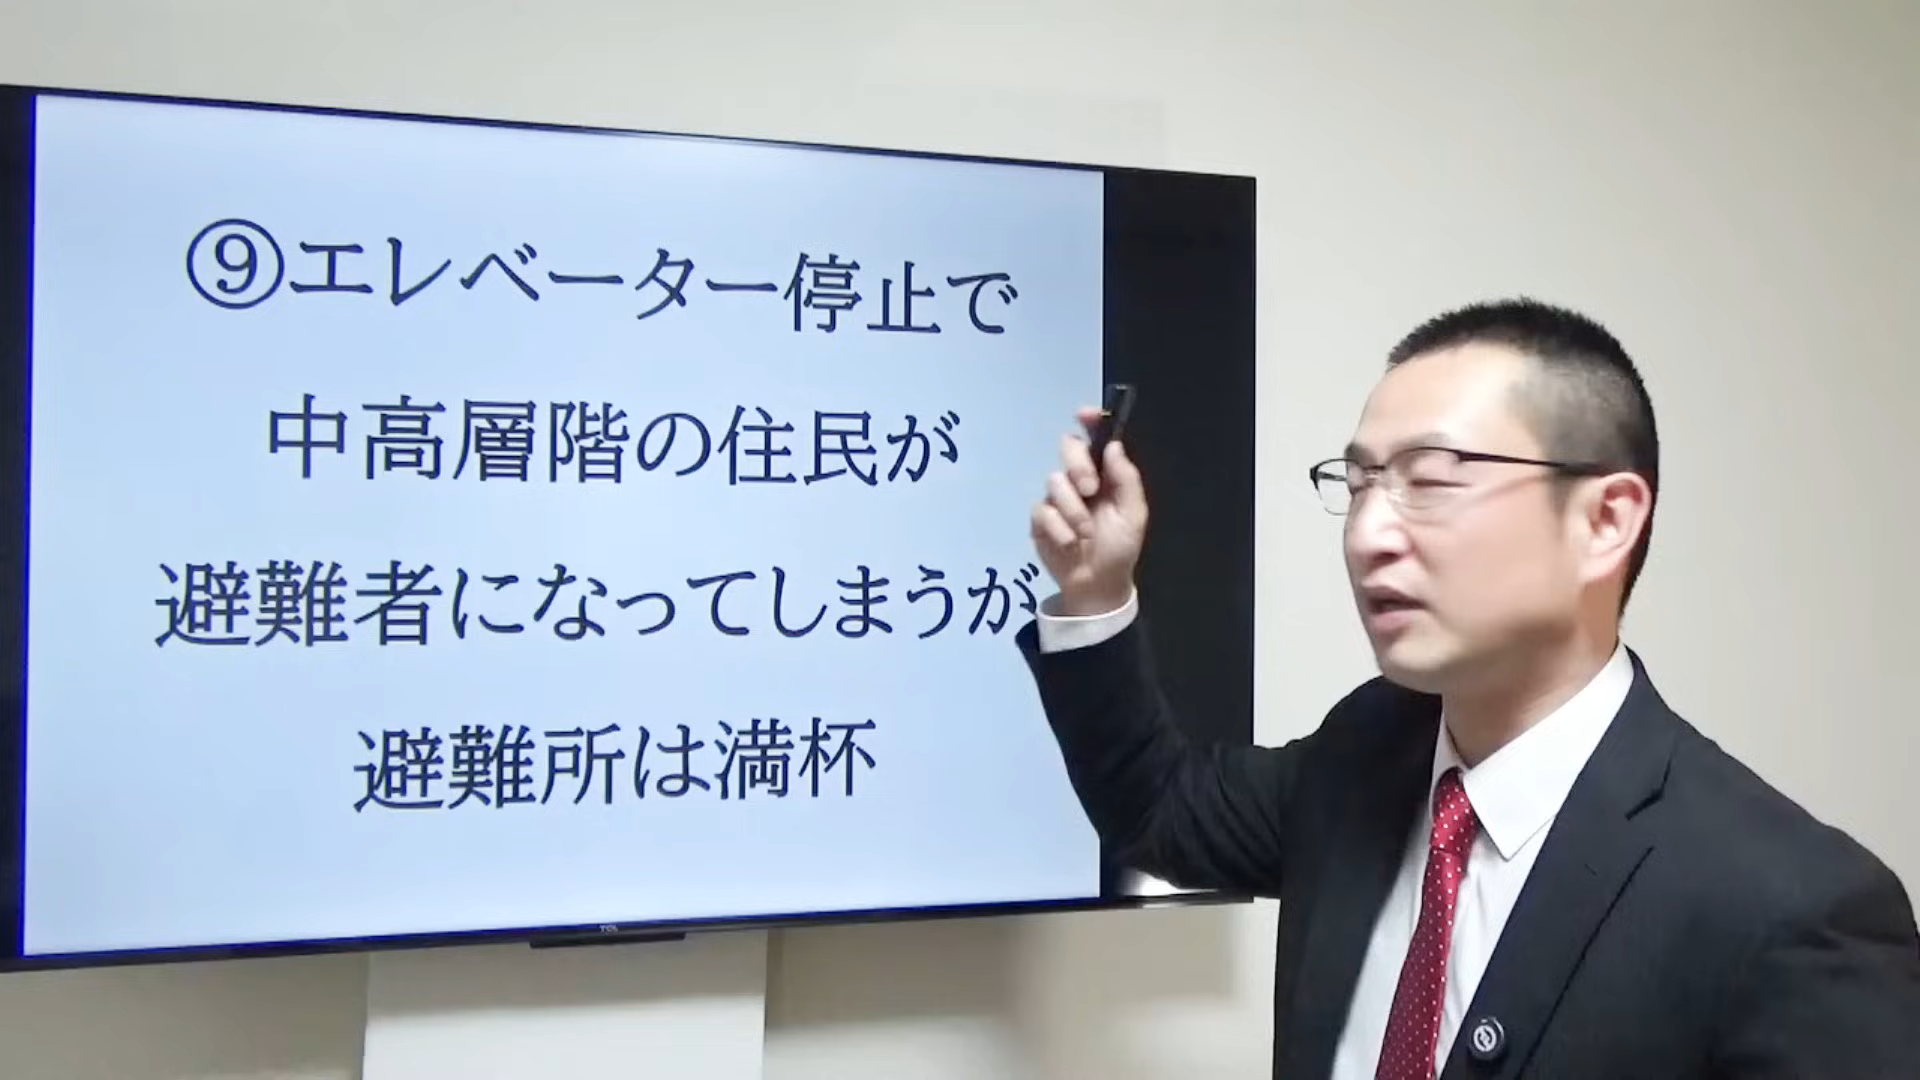 ⑨エレベーター停止で
中高層階の住民が
避難者になってしまうが
避難所は満杯
TCL